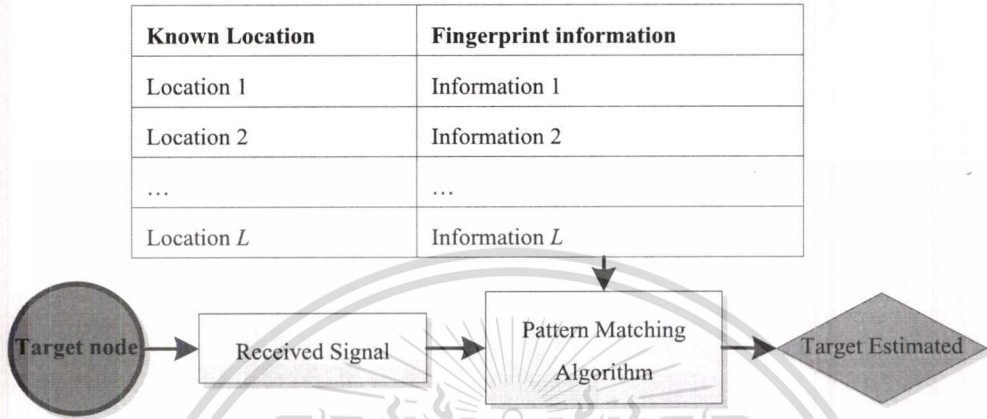 Known Location Fingerprint information
Location 1 Information 1
Location 2 Information 2
… …
Location L Information L
Target node Received Signal Pattern Matching Algorithm Target Estimated